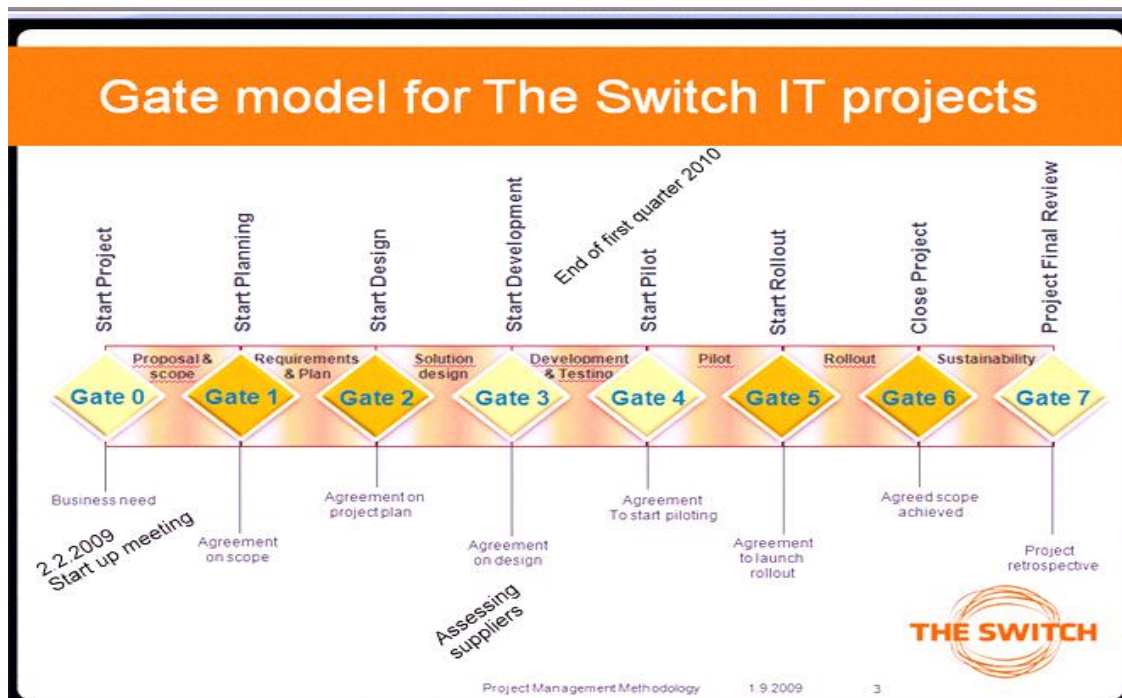 Gate model for The Switch IT projects
Start Project
Start Planning
Start Design
Start Development
End of first quarter 2010
Start Pilot
Start Rollout
Close Project
Project Final Review
Proposal &
scope
Requirements
& Plan
Solution
design
Development
& Testing
Pilot
Rollout
Sustainability
Gate 0
Gate 1
Gate 2
Gate 3
Gate 4
Gate 5
Gate 6
Gate 7
Business need
2.2.2009
Start up meeting
Agreement
on scope
Agreement on
project plan
Agreement
on design
Assessing
suppliers
Agreement
To start piloting
Agreement
to launch
rollout
Agreed scope
achieved
Project
retrospective
THE SWITCH
Project Management Methodology 1.9.2009 3